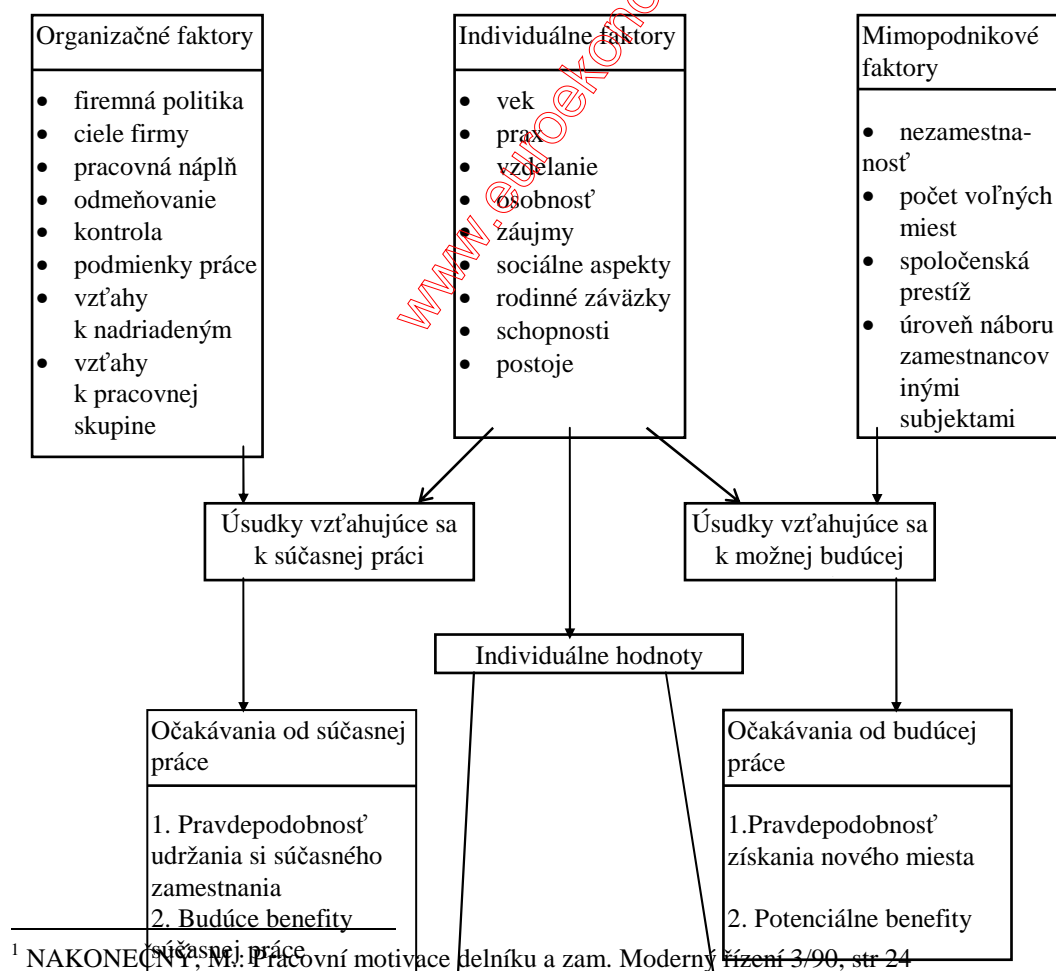 Organizačné faktory
• firemná politika
• ciele firmy
• pracovná náplň
• odmeňovanie
• kontrola
• podmienky práce
• vzťahy
k nadriadeným
• vzťahy
k pracovnej
skupine
Individuálne faktory
• vek
• prax
• vzdelanie
• osobnosť
• záujmy
• sociálne aspekty
• rodinné záväzky
• schopnosti
• postoje
Mimopodnikové
faktory
• nezamestna-
nosť
• počet voľných
miest
• spoločenská
prestíž
• úroveň náboru
zamestnancov
inými
subjektami
www.euroekono
Úsudky vzťahujúce sa
k súčasnej práci
Úsudky vzťahujúce sa
k možnej budúcej
Individuálne hodnoty
Očakávania od súčasnej
práce
1. Pravdepodobnosť
udržania si súčasného
zamestnania
2. Budúce benefity
súčasnej práce
Očakávania od budúcej
práce
1.Pravdepodobnosť
získania nového miesta
2. Potenciálne benefity
1 NAKONEČNÝ, M.: Pracovní motivace delníku a zam. Moderný řízení 3/90, str 24